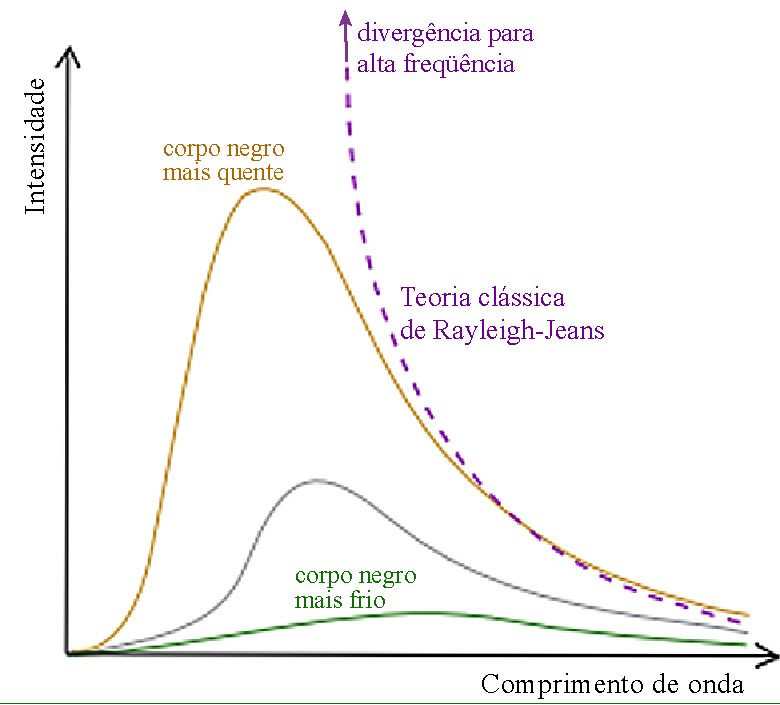 divergência para
alta freqüência
Intensidade
corpo negro
mais quente
Teoria clássica
de Rayleigh-Jeans
corpo negro
mais frio
Comprimento de onda